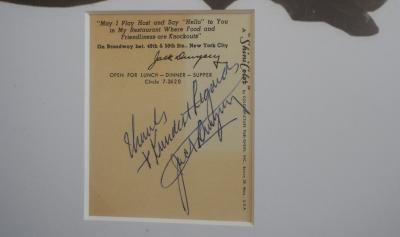 "May I Play Host and Say "Hello" to You
in My Restaurant Where Food and
Friendliness are Knockouts"
On Broadway bet. 49th & 50th Sts., New York City
Jack Dempsey
OPEN FOR LUNCH—DINNER—SUPPER
Circle 7-2620
Thanks
& Kindest Regards
Jack Dempsey
A "ShiniColor"